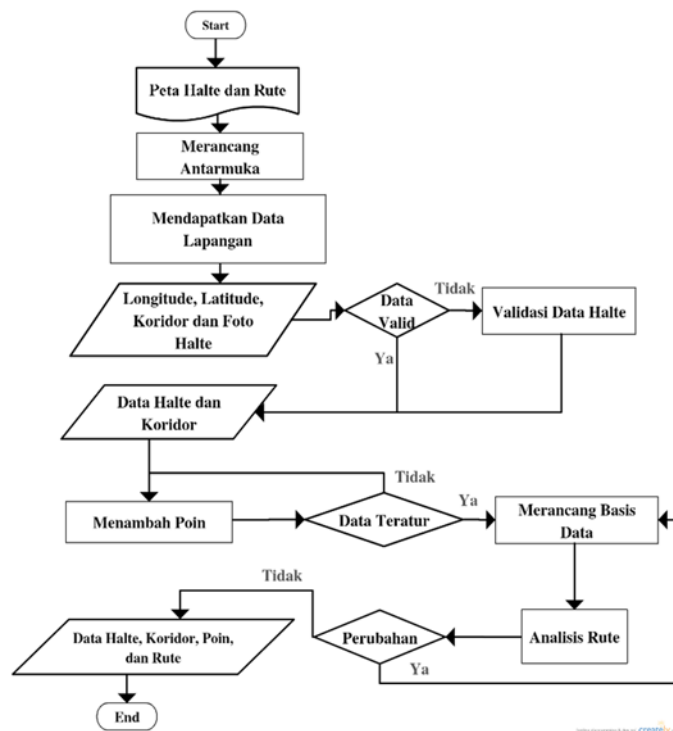 Start
Peta Halte dan Rute
Merancang
Antarmuka
Mendapatkan Data
Lapangan
Longitude, Latitude,
Koridor dan Foto
Halte
Data
Valid
Tidak
Validasi Data Halte
Ya
Data Halte dan
Koridor
Tidak
Menambah Poin
Data Teratur
Ya
Merancang Basis
Data
Tidak
Data Halte, Koridor, Poin,
dan Rute
Perubahan
Analisis Rute
Ya
End